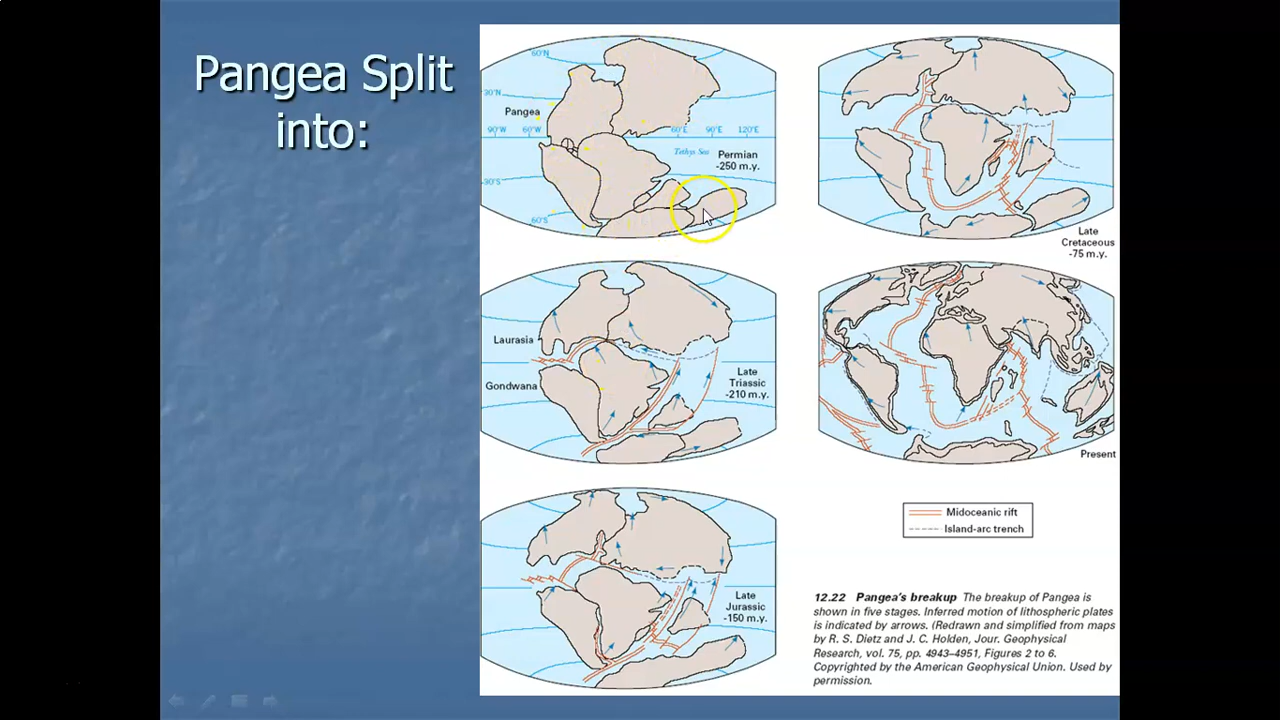 Pangea Split
into:
60°N
30°N
Pangea
90°W 60°W 60°E 90°E 120°E
Tethys Sea
Permian
-250 m.y.
30°S
60°S
Laurasia
Gondwana
Late
Triassic
-210 m.y.
Late
Jurassic
-150 m.y.
Late
Cretaceous
-75 m.y.
Present
Midoceanic rift
Island-arc trench
12.22 Pangea's breakup The breakup of Pangea is
shown in five stages. Inferred motion of lithospheric plates
is indicated by arrows. (Redrawn and simplified from maps
by R. S. Dietz and J. C. Holden, Jour. Geophysical
Research, vol. 75, pp. 4943–4951, Figures 2 to 6.
Copyrighted by the American Geophysical Union. Used by
permission.